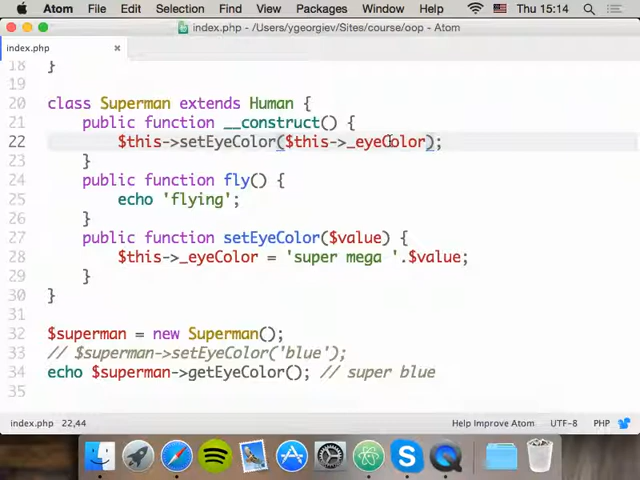 Atom File Edit Selection Find Packages Window Help Thu 15:14
index.php - /Users/ygeorgiev/Sites/course/oop - Atom
index.php
18 }
19
20 class Superman extends Human {
21 public function __construct() {
22 $this->setEyeColor($this->_eyeColor);
23 }
24 public function fly() {
25 echo 'flying';
26 }
27 public function setEyeColor($value) {
28 $this->_eyeColor = 'super mega '.$value;
29 }
30 }
31
32 $superman = new Superman();
33 // $superman->setEyeColor('blue');
34 echo $superman->getEyeColor(); // super blue
35
index.php 22,44 Help Improve Atom UTF-8 PHP